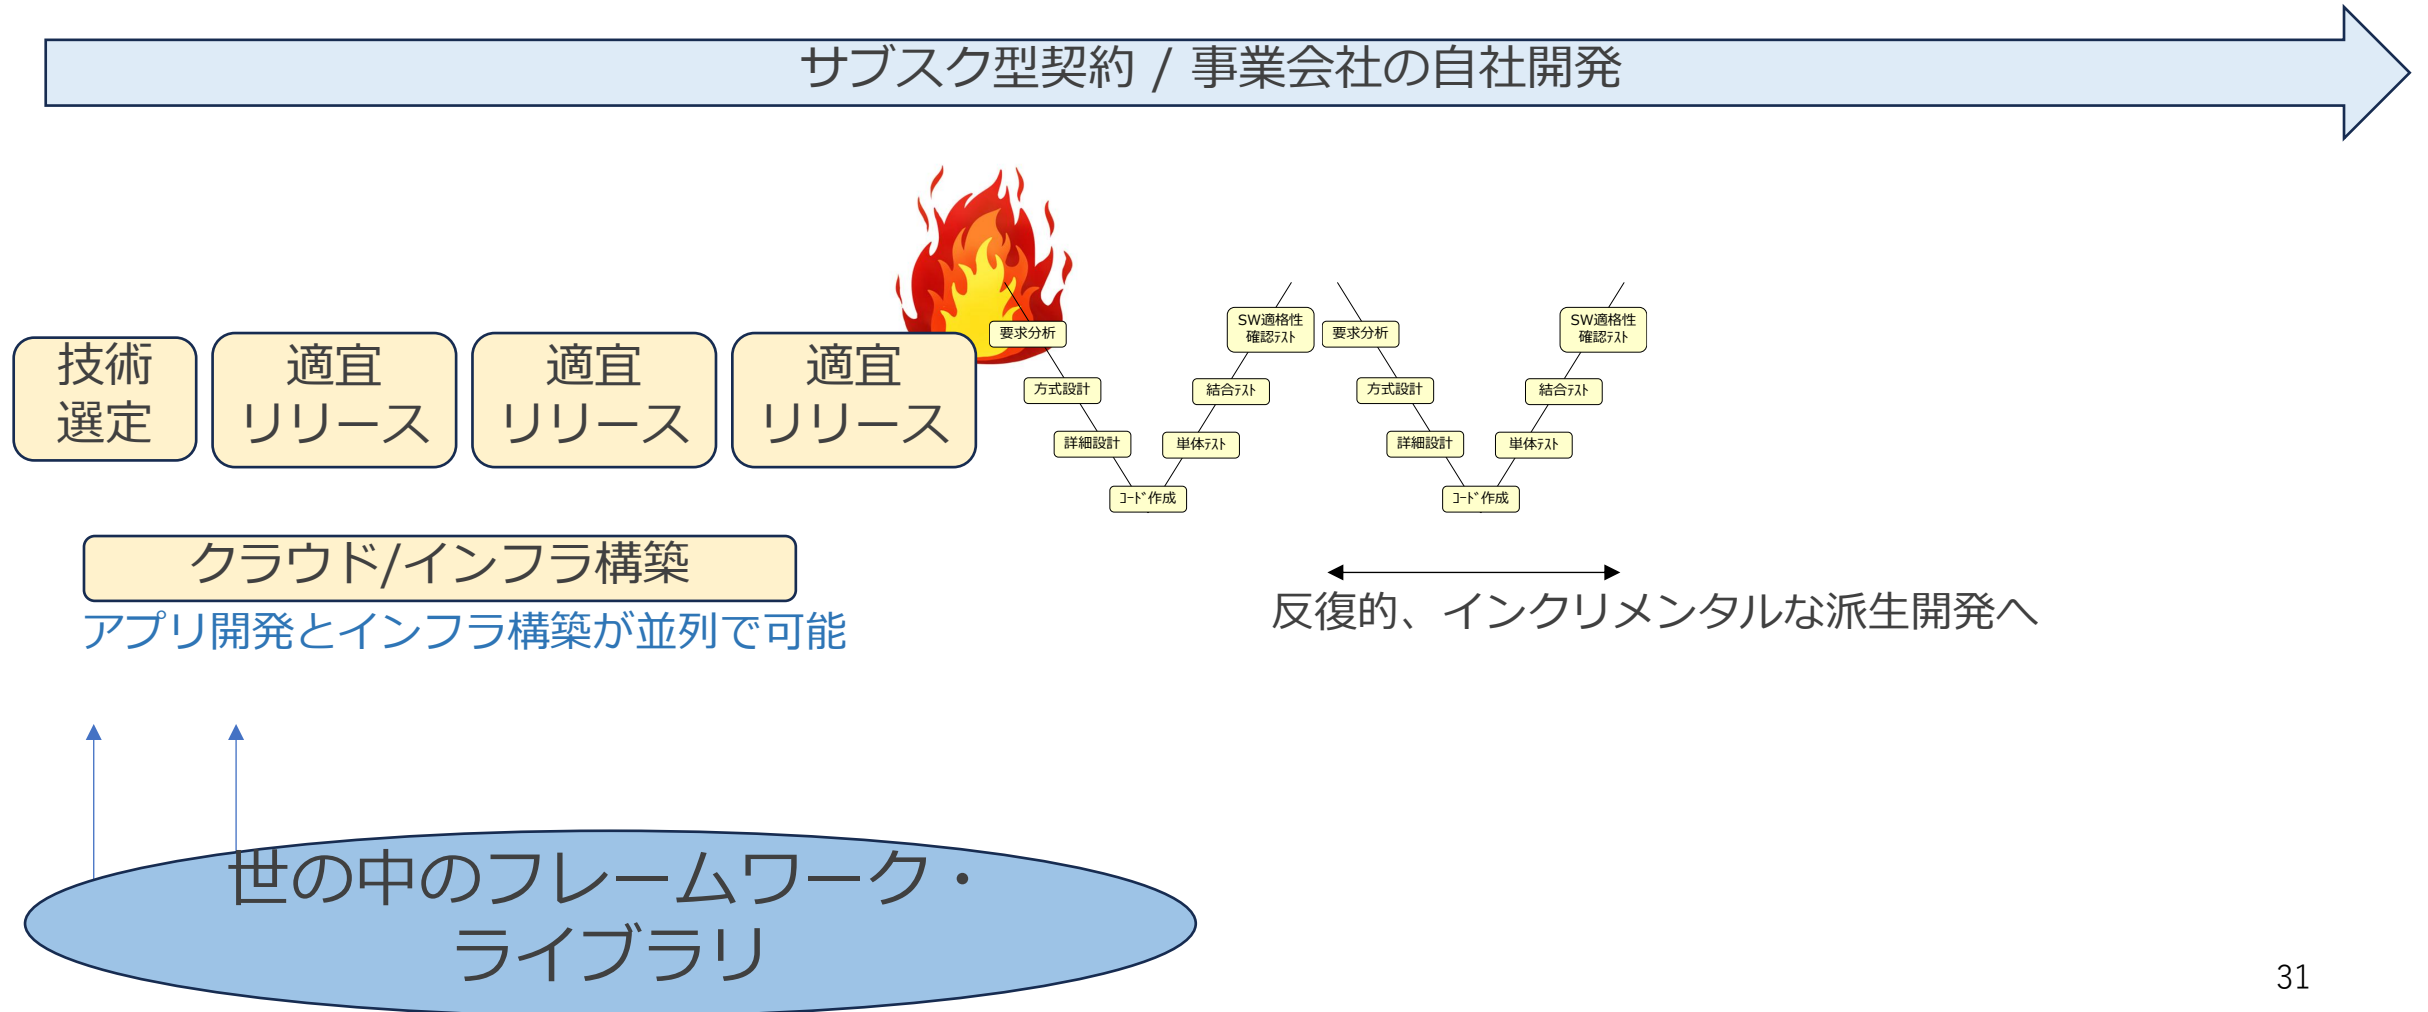 サブスク型契約 / 事業会社の自社開発
技術
選定
適宜
リリース
適宜
リリース
適宜
リリース
要求分析
方式設計
詳細設計
ｺｰﾄﾞ作成
単体ﾃｽﾄ
結合ﾃｽﾄ
SW適格性
確認ﾃｽﾄ
要求分析
方式設計
詳細設計
ｺｰﾄﾞ作成
単体ﾃｽﾄ
結合ﾃｽﾄ
SW適格性
確認ﾃｽﾄ
クラウド/インフラ構築
アプリ開発とインフラ構築が並列で可能
反復的、インクリメンタルな派生開発へ
世の中のフレームワーク・
ライブラリ
31